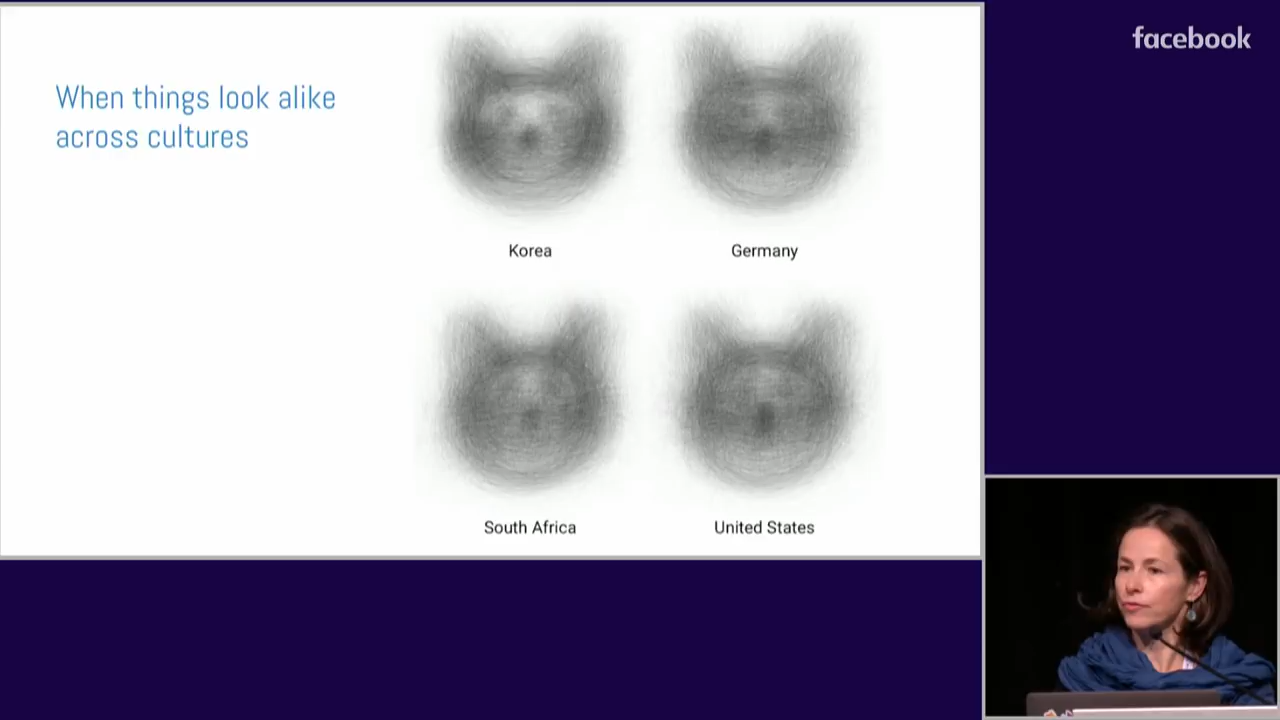 facebook
When things look alike
across cultures
Korea
Germany
South Africa
United States